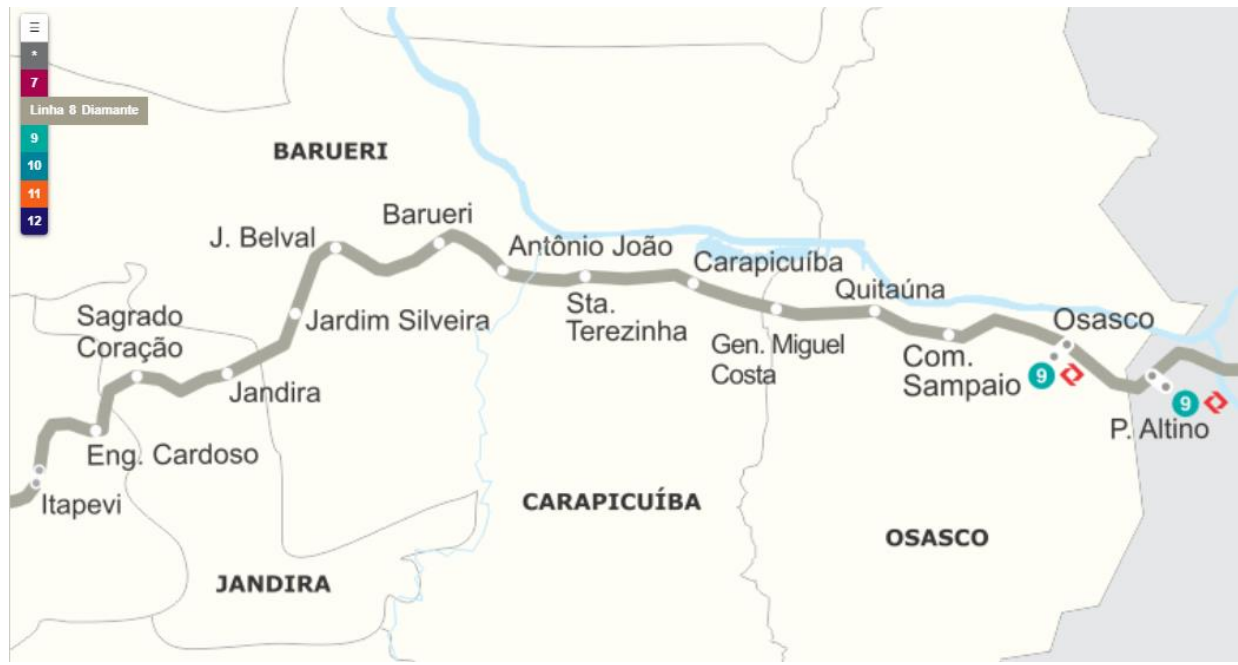 ☰
*
7
Linha 8 Diamante
9
10
11
12
BARUERI
Barueri
J. Belval
Antônio João
Carapicuíba
Quitaúna
Sagrado
Coração
Jardim Silveira
Sta.
Terezinha
Gen. Miguel
Costa
Com.
Sampaio
Osasco
9
9
P. Altino
Jandira
Eng. Cardoso
Itapevi
CARAPICUÍBA
OSASCO
JANDIRA